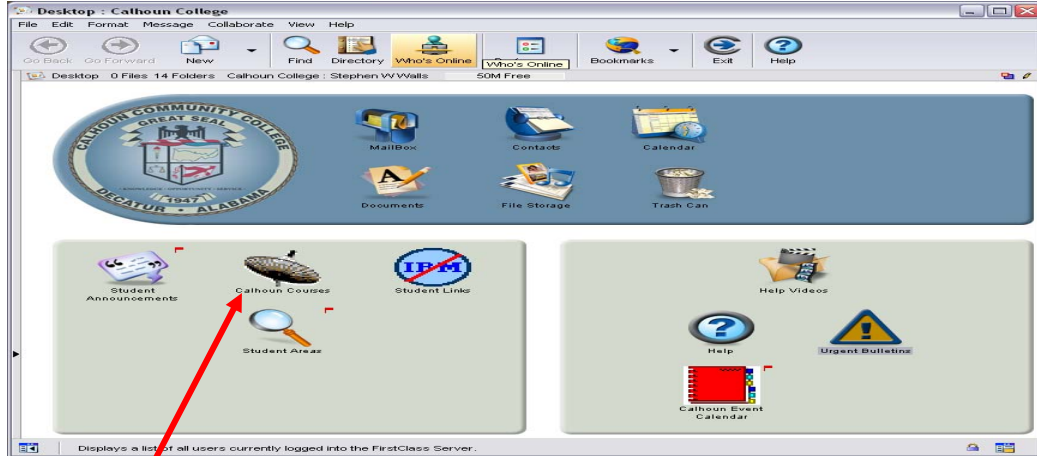 Desktop : Calhoun College
File Edit Format Message Collaborate View Help
Go Back Go Forward New Find Directory Who's Online Bookmarks Exit Help
Who's Online
Desktop 0 Files 14 Folders Calhoun College : Stephen W Walls 50M Free
CALHOUN COMMUNITY COLLEGE
GREAT SEAL
1947
DECATUR • ALABAMA
MailBox Contacts Calendar
Documents File Storage Trash Can
Student Announcements
Calhoun Courses
IBM
Student Links
Student Areas
Help Videos
Help
Urgent Bulletins
Calhoun Event Calendar
Displays a list of all users currently logged into the FirstClass Server.